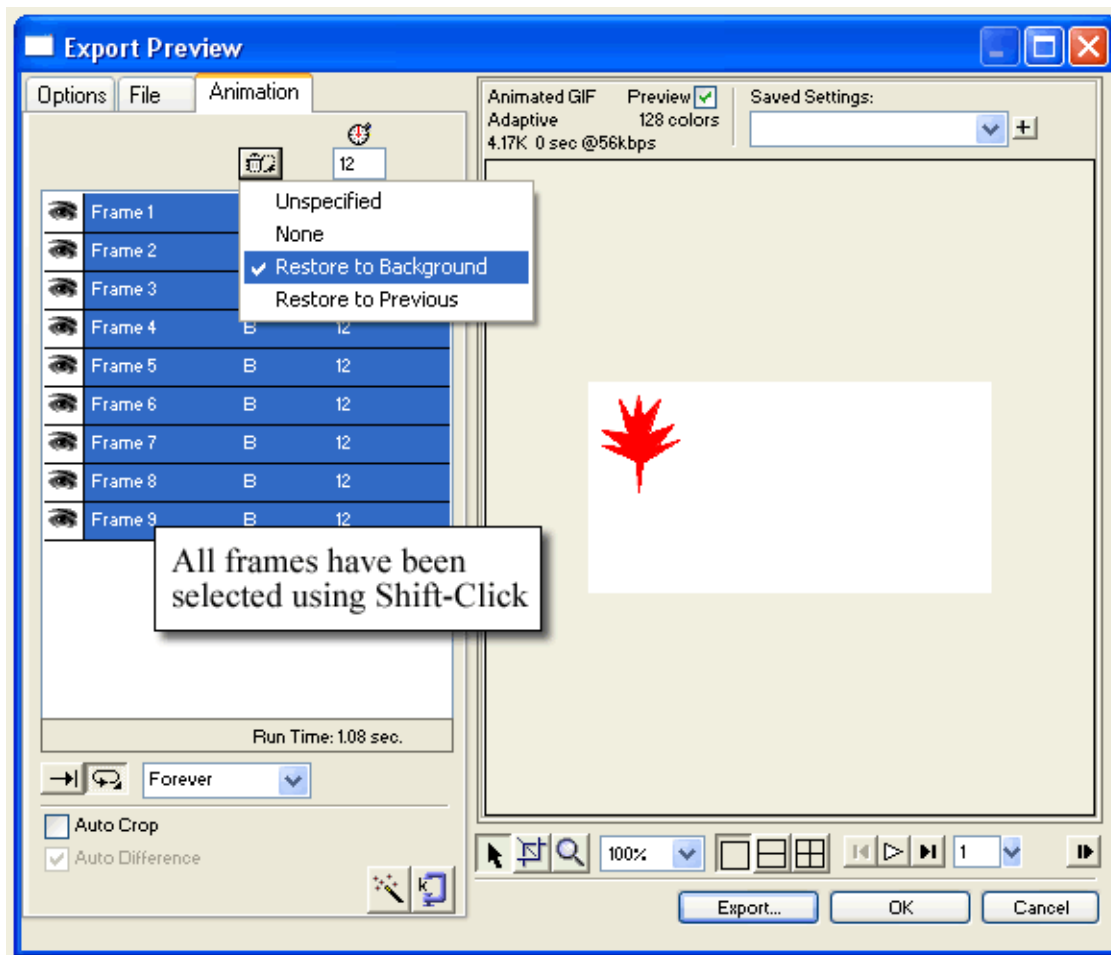 Export Preview
Options File Animation
12
Frame 1
Frame 2
Frame 3
Frame 4 B 12
Frame 5 B 12
Frame 6 B 12
Frame 7 B 12
Frame 8 B 12
Frame 9 B 12
Unspecified
None
Restore to Background
Restore to Previous
All frames have been
selected using Shift-Click
Run Time: 1.08 sec.
Forever
Auto Crop
Auto Difference
Animated GIF Preview
Adaptive 128 colors
4.17K 0 sec @56kbps
Saved Settings:
100% 1
Export... OK Cancel